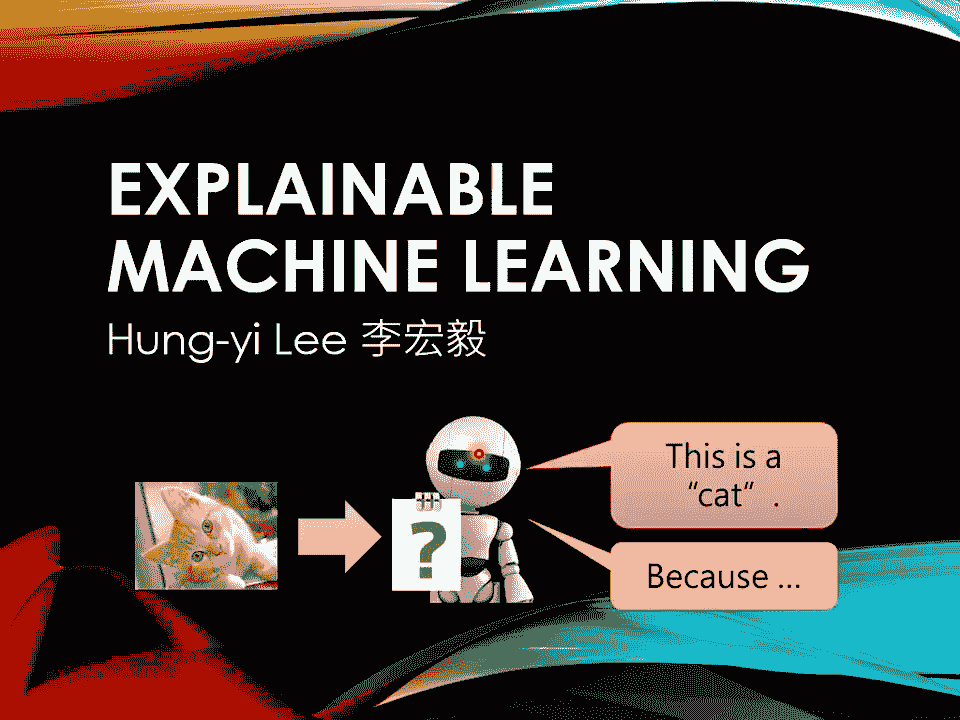 EXPLAINABLE
MACHINE LEARNING
Hung-yi Lee 李宏毅
This is a
“cat”.
?
Because …